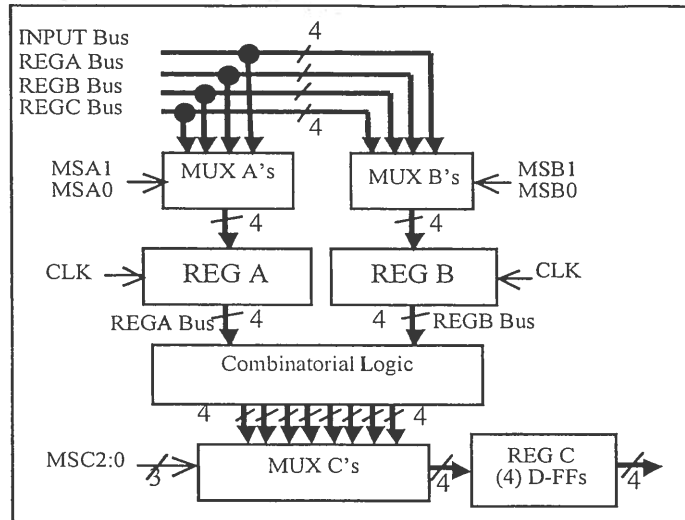 INPUT Bus
REGA Bus
REGB Bus
REGC Bus
4
4
MSA1
MSA0
MUX A's
MUX B's
MSB1
MSB0
4
4
CLK
REG A
REG B
CLK
REGA Bus
4
4
REGB Bus
Combinatorial Logic
4
4
MSC2:0
3
MUX C's
4
REG C
(4) D-FFs
4